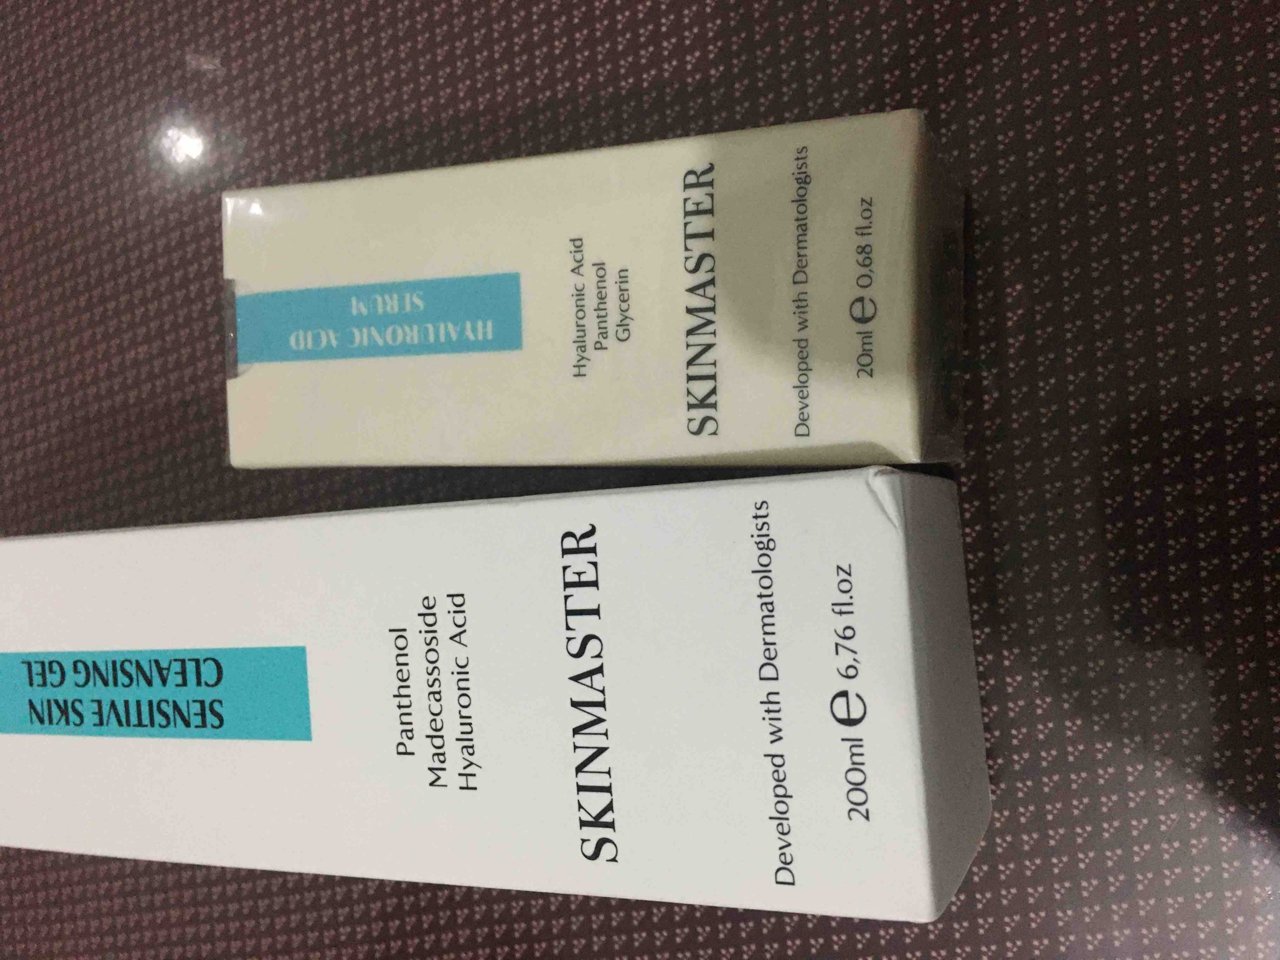 HYALURONIC ACID
SERUM
Hyaluronic Acid
Panthenol
Glycerin
SKINMASTER
Developed with Dermatologists
20ml e 0,68 fl.oz
SENSITIVE SKIN
CLEANSING GEL
Panthenol
Madecassoside
Hyaluronic Acid
SKINMASTER
Developed with Dermatologists
200ml e 6,76 fl.oz